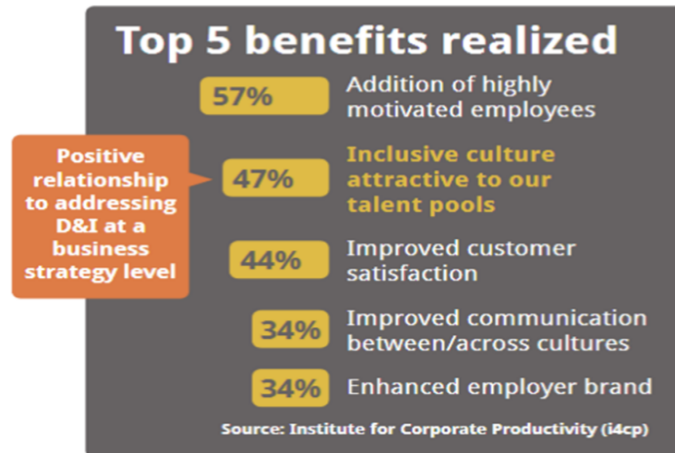 Top 5 benefits realized
57%
Addition of highly
motivated employees
Positive
relationship
to addressing
D&I at a
business
strategy level
47%
Inclusive culture
attractive to our
talent pools
44%
Improved customer
satisfaction
34%
Improved communication
between/across cultures
34%
Enhanced employer brand
Source: Institute for Corporate Productivity (i4cp)